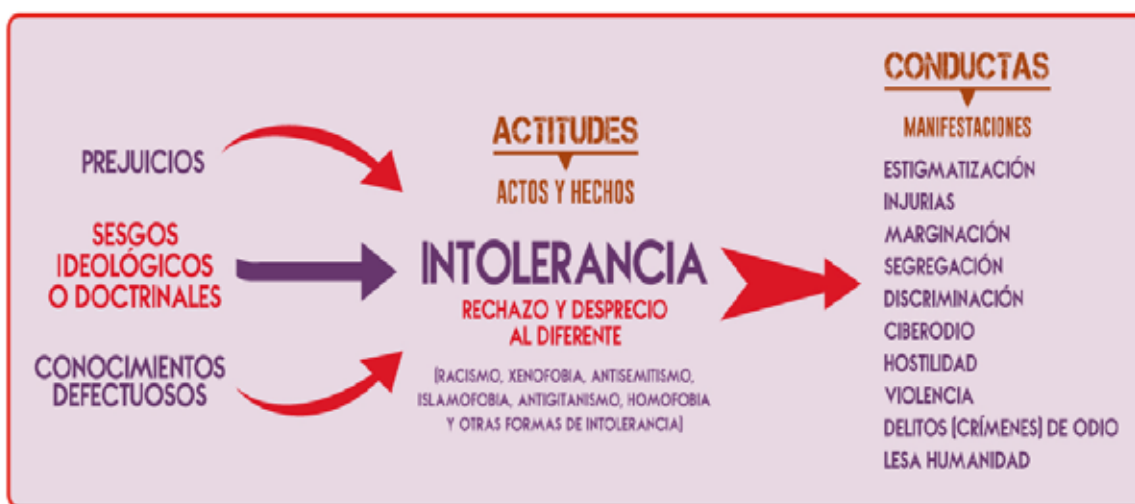 PREJUICIOS
SESGOS
IDEOLÓGICOS
O DOCTRINALES
CONOCIMIENTOS
DEFECTUOSOS
ACTITUDES
ACTOS Y HECHOS
INTOLERANCIA
RECHAZO Y DESPRECIO
AL DIFERENTE
(RACISMO, XENOFOBIA, ANTISEMITISMO,
ISLAMOFOBIA, ANTIGITANISMO, HOMOFOBIA
Y OTRAS FORMAS DE INTOLERANCIA)
CONDUCTAS
MANIFESTACIONES
ESTIGMATIZACIÓN
INJURIAS
MARGINACIÓN
SEGREGACIÓN
DISCRIMINACIÓN
CIBERODIO
HOSTILIDAD
VIOLENCIA
DELITOS (CRÍMENES) DE ODIO
LESA HUMANIDAD